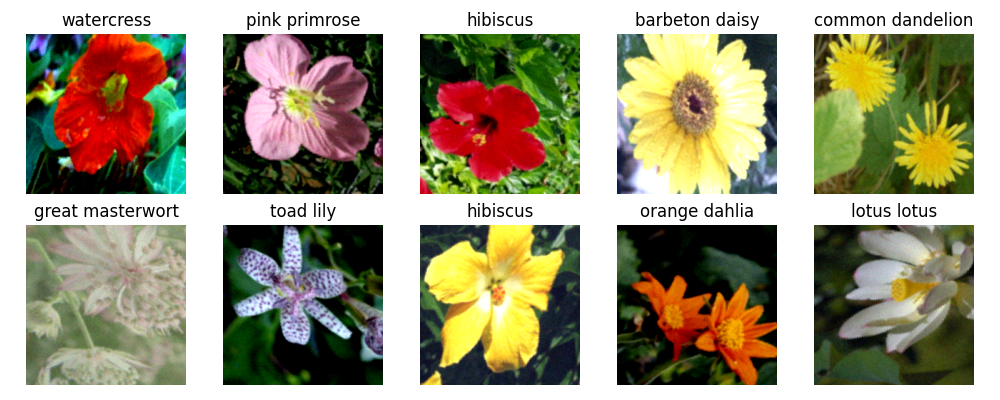 watercress
pink primrose
hibiscus
barbeton daisy
common dandelion
great masterwort
toad lily
hibiscus
orange dahlia
lotus lotus